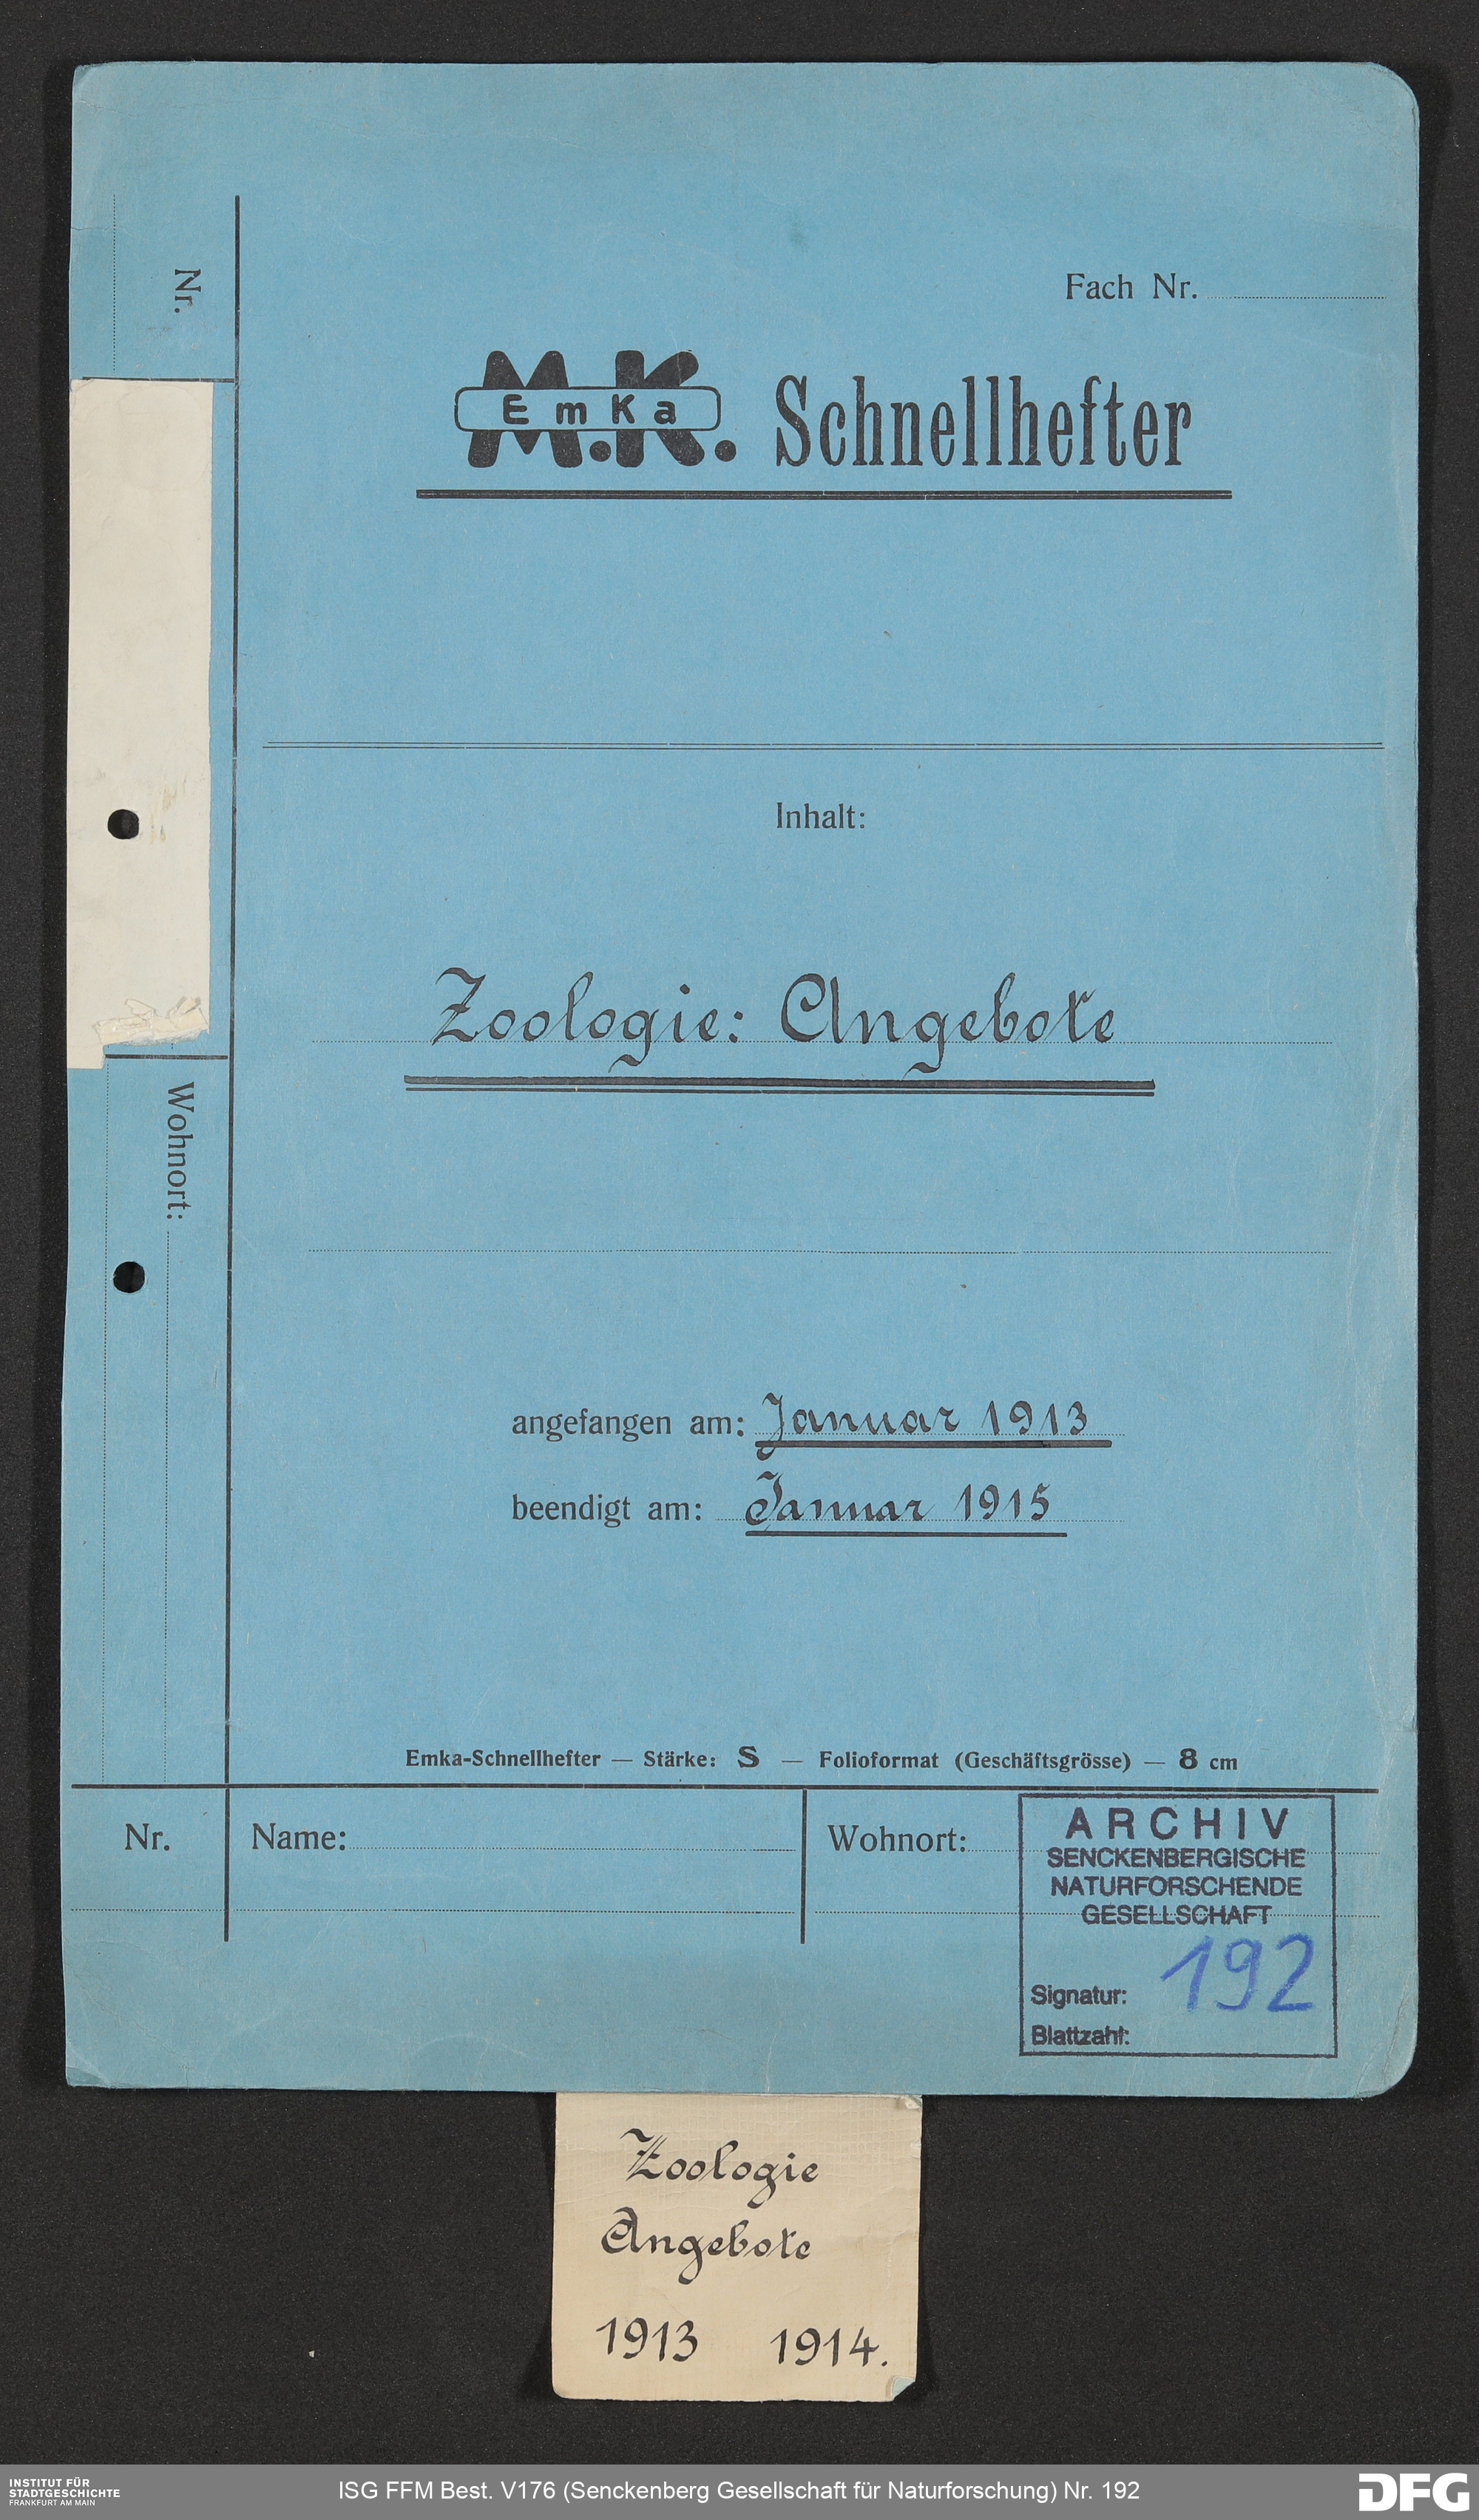 Nr.
Fach Nr.
M.K.
EmKa
Schnellhefter
Inhalt:
Zoologie: Angebote
Wohnort:
angefangen am: Januar 1913
beendigt am: Januar 1915
Emka-Schnellhefter — Stärke: S — Folioformat (Geschäftsgrösse) — 8 cm
Nr.
Name:
Wohnort:
ARCHIV
SENCKENBERGISCHE
NATURFORSCHENDE
GESELLSCHAFT
Signatur: 192
Blattzahl:
Zoologie
Angebote
1913 1914.
INSTITUT FÜR
STADTGESCHICHTE
FRANKFURT AM MAIN
ISG FFM Best. V176 (Senckenberg Gesellschaft für Naturforschung) Nr. 192
DFG